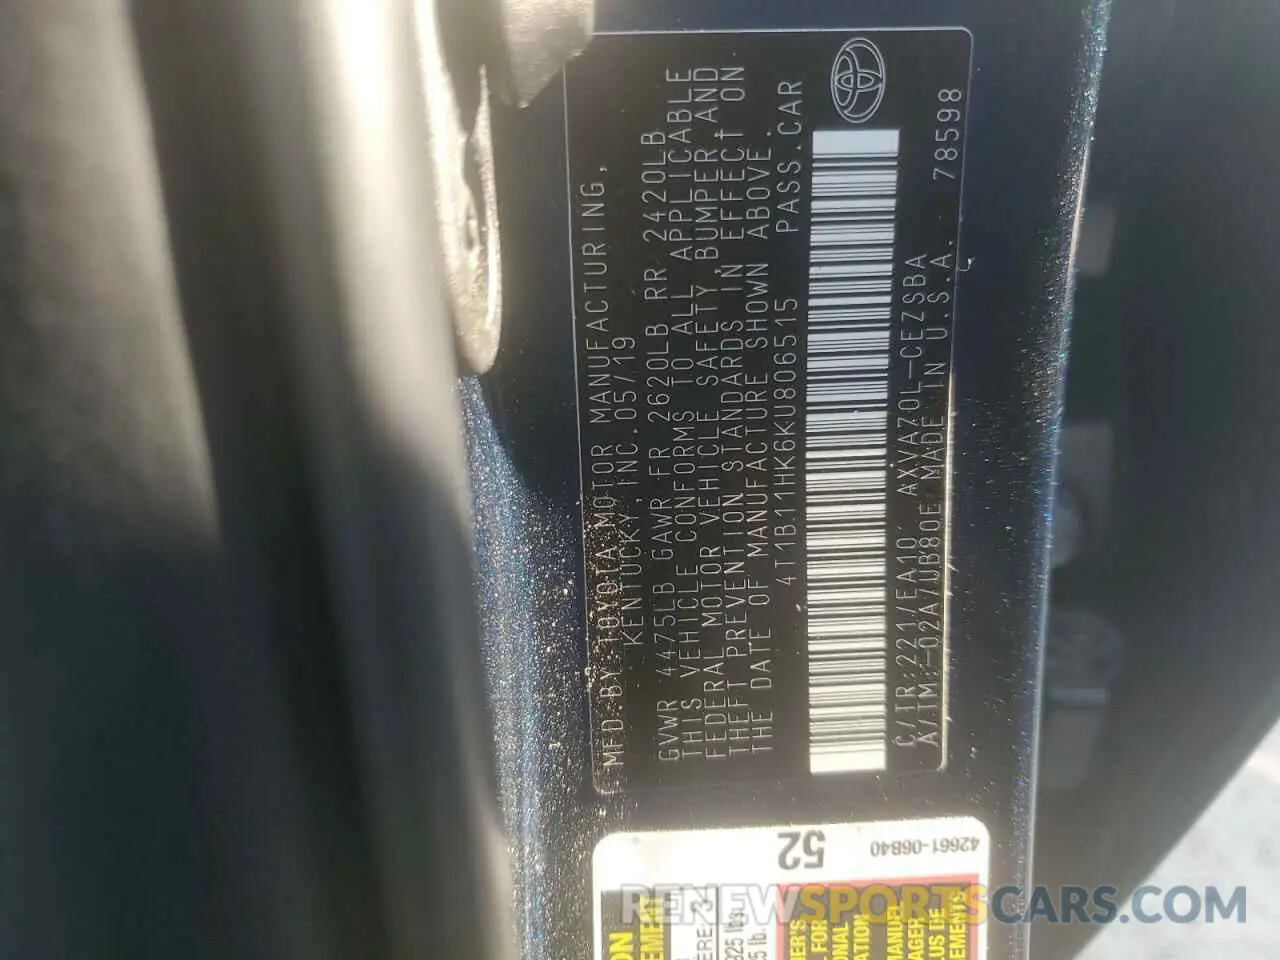 MFD.BY:TOYOTA MOTOR MANUFACTURING,
KENTUCKY,INC.05/19
GVWR 4475LB GAWR FR 2620LB RR 2420LB
THIS VEHICLE CONFORMS TO ALL APPLICABLE
FEDERAL MOTOR VEHICLE SAFETY,BUMPER,AND
THEFT PREVENTION STANDARDS IN EFFECT ON
THE DATE OF MANUFACTURE SHOWN ABOVE.
4T1B11HK6KU806515 PASS.CAR
C/TR:221/EA10 AXVA70L-CEZSBA
A/TM:-02A/UB80E MADE IN U.S.A. 78598
52
42661-06B40
RENEWSPORTSCARS.COM